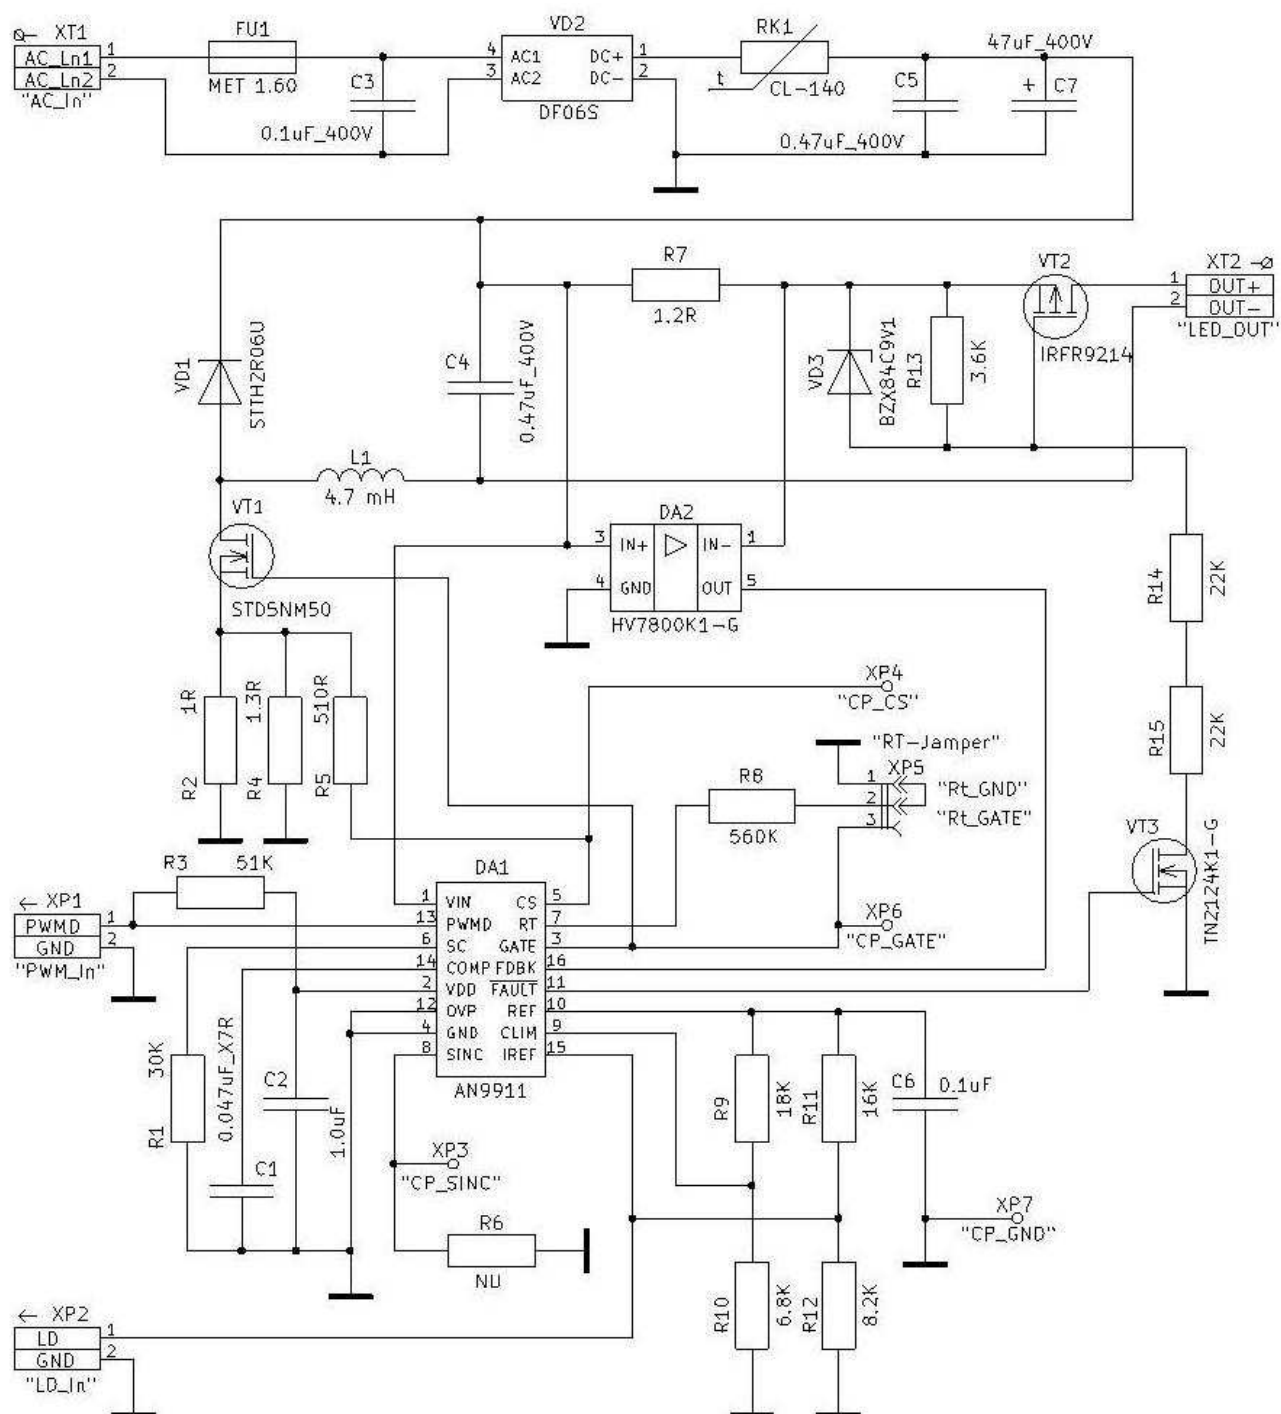 XT1
AC_Ln1 1
AC_Ln2 2
"AC_In"
FU1
MET 1.60
C3
0.1uF_400V
VD2
4 AC1 DC+ 1
3 AC2 DC- 2
DF06S
RK1
t
CL-140
47uF_400V
C5
+ C7
0.47uF_400V
R7
1.2R
VT2
IRFR9214
XT2
1 OUT+
2 OUT-
"LED_OUT"
VD1
STTH2R06U
C4
0.47uF_400V
VD3
BZX84C9V1
R13
3.6K
L1
4.7 mH
VT1
STD5NM50
DA2
3 IN+ IN- 1
4 GND OUT 5
HV7800K1-G
R14
22K
R15
22K
R2
1R
R4
1.3R
R5
510R
XP4
"CP_CS"
"RT-Jamper"
XP5
1 "Rt_GND"
2
3 "Rt_GATE"
R8
560K
VT3
TN2124K1-G
R3 51K
XP1
PWMD 1
GND 2
"PWM_In"
DA1
1 VIN CS 5
13 PWMD RT 7
6 SC GATE 3
14 COMP FDBK 16
2 VDD FAULT 11
12 OVP REF 10
4 GND CLIM 9
8 SINC IREF 15
AN9911
XP6
"CP_GATE"
R1
30K
0.047uF_X7R
C1
C2
1.0uF
XP3
"CP_SINC"
R6
NU
R9
18K
R11
16K
C6 0.1uF
XP7
"CP_GND"
R10
6.8K
R12
8.2K
XP2
LD 1
GND 2
"LD_In"